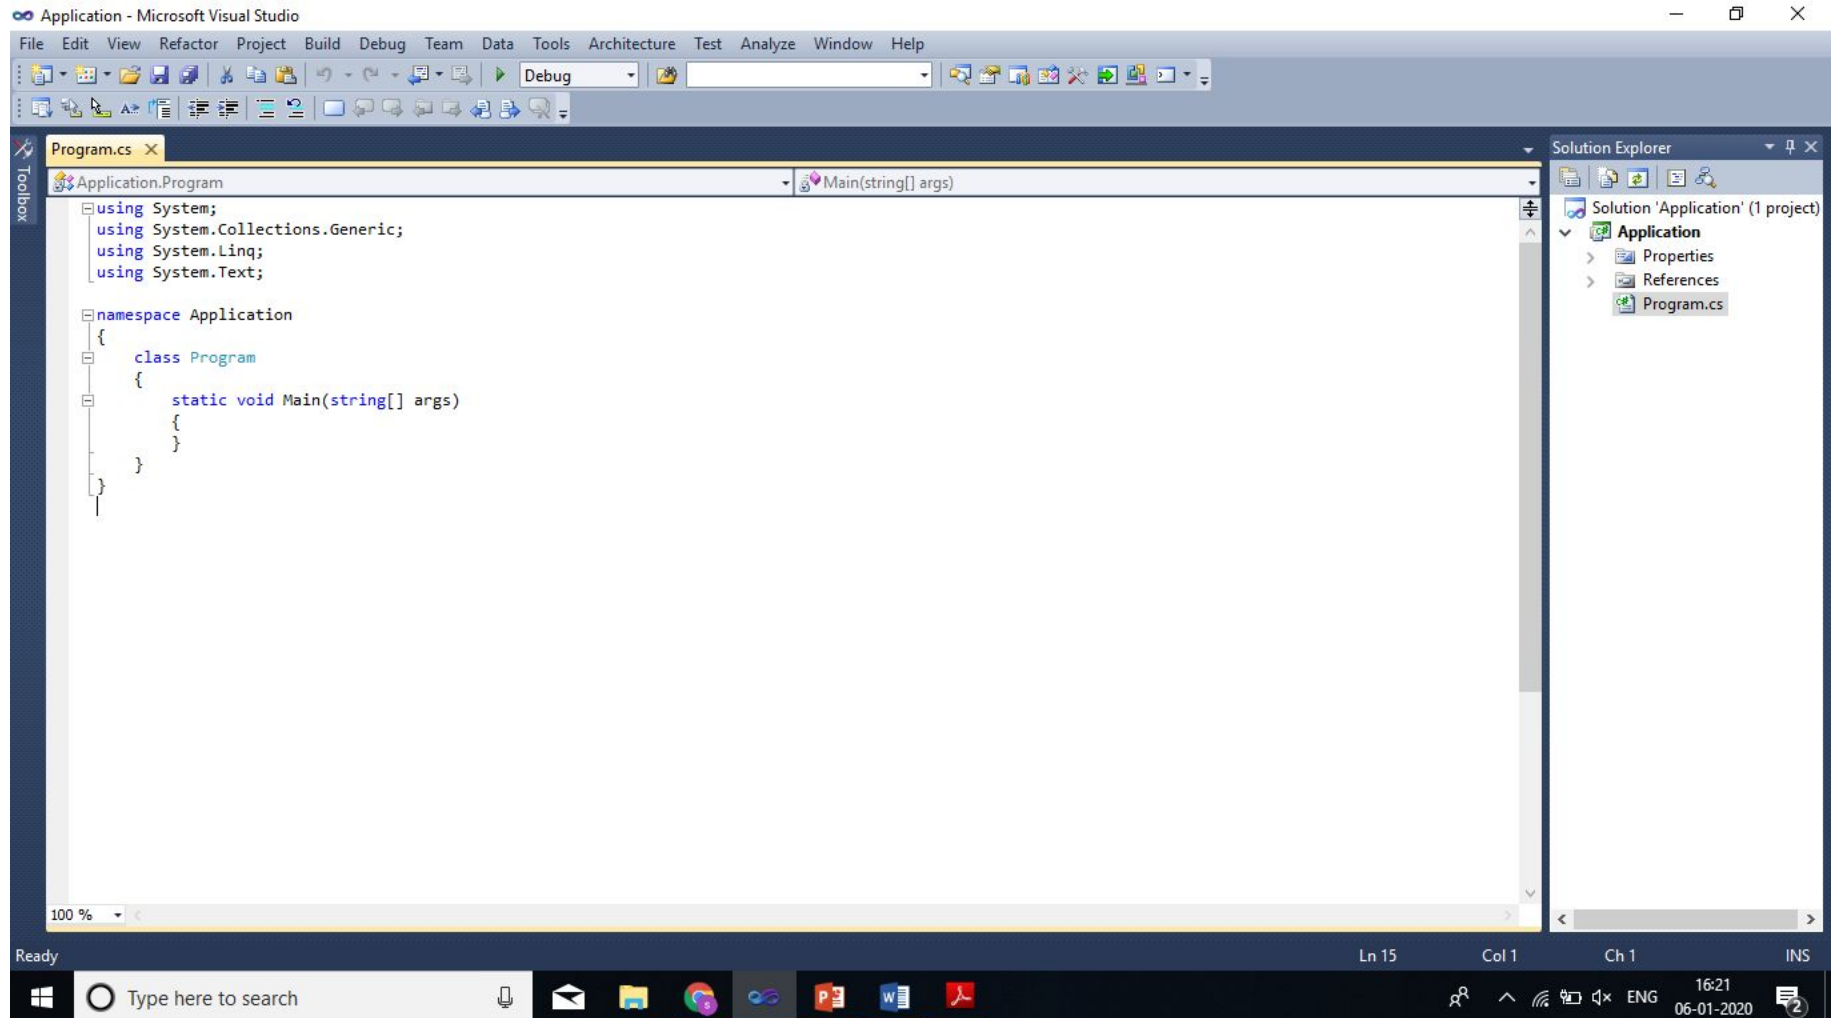 Application - Microsoft Visual Studio
File Edit View Refactor Project Build Debug Team Data Tools Architecture Test Analyze Window Help
Debug
Toolbox
Program.cs
Application.Program
Main(string[] args)
using System;
using System.Collections.Generic;
using System.Linq;
using System.Text;
namespace Application
{
class Program
{
static void Main(string[] args)
{
}
}
}
100 %
Solution Explorer
Solution 'Application' (1 project)
Application
Properties
References
Program.cs
Ready
Ln 15 Col 1 Ch 1 INS
Type here to search
ENG
16:21
06-01-2020
2